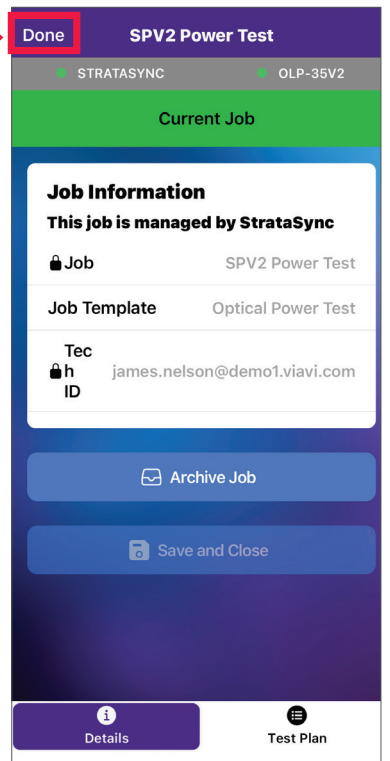 Done SPV2 Power Test
STRATASYNC OLP-35V2
Current Job
Job Information
This job is managed by StrataSync
Job SPV2 Power Test
Job Template Optical Power Test
Tec
h james.nelson@demo1.viavi.com
ID
Archive Job
Save and Close
Details Test Plan